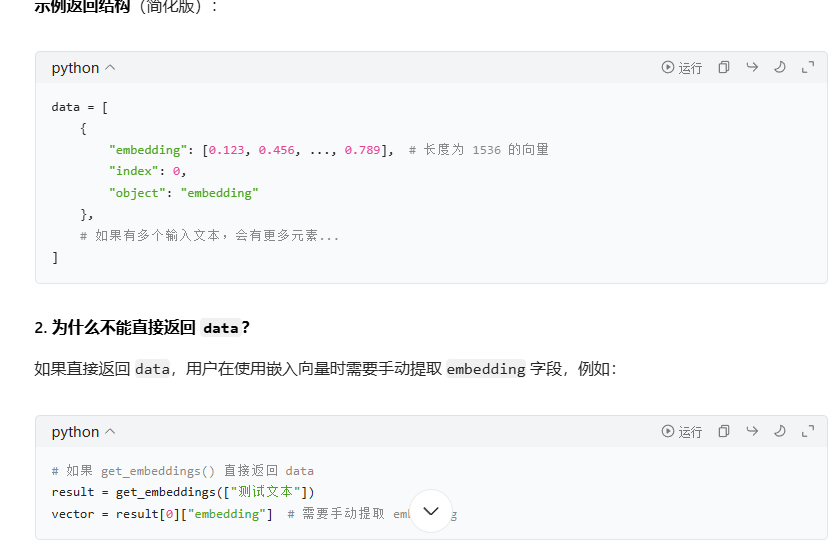 示例返回结构（简化版）：
python
运行
data = [
{
"embedding": [0.123, 0.456, ..., 0.789],  # 长度为 1536 的向量
"index": 0,
"object": "embedding"
},
# 如果有多个输入文本，会有更多元素...
]
2. 为什么不能直接返回 data？
如果直接返回 data，用户在使用嵌入向量时需要手动提取 embedding 字段，例如：
python
运行
# 如果 get_embeddings() 直接返回 data
result = get_embeddings(["测试文本"])
vector = result[0]["embedding"]  # 需要手动提取